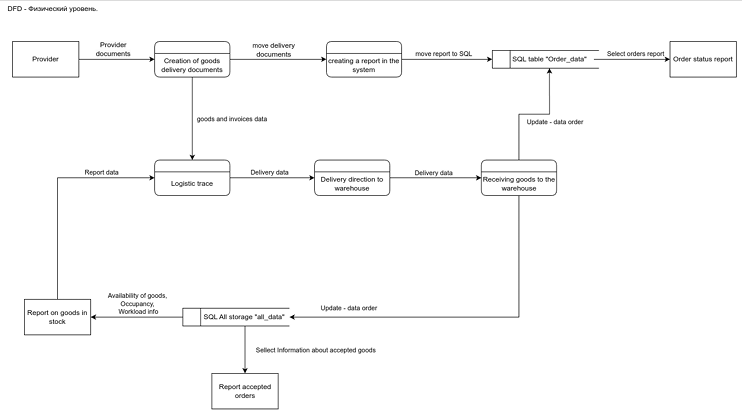 DFD - Физический уровень.
Provider
Provider
documents
Creation of goods
delivery documents
move delivery
documents
creating a report in the
system
move report to SQL
SQL table "Order_data"
Select orders report
Order status report
goods and invoices data
Update - data order
Report data
Logistic trace
Delivery data
Delivery direction to
warehouse
Delivery data
Receiving goods to the
warehouse
Report on goods in
stock
Availability of goods,
Occupancy,
Workload info
SQL All storage "all_data"
Update - data order
Sellect Information about accepted goods
Report accepted
orders